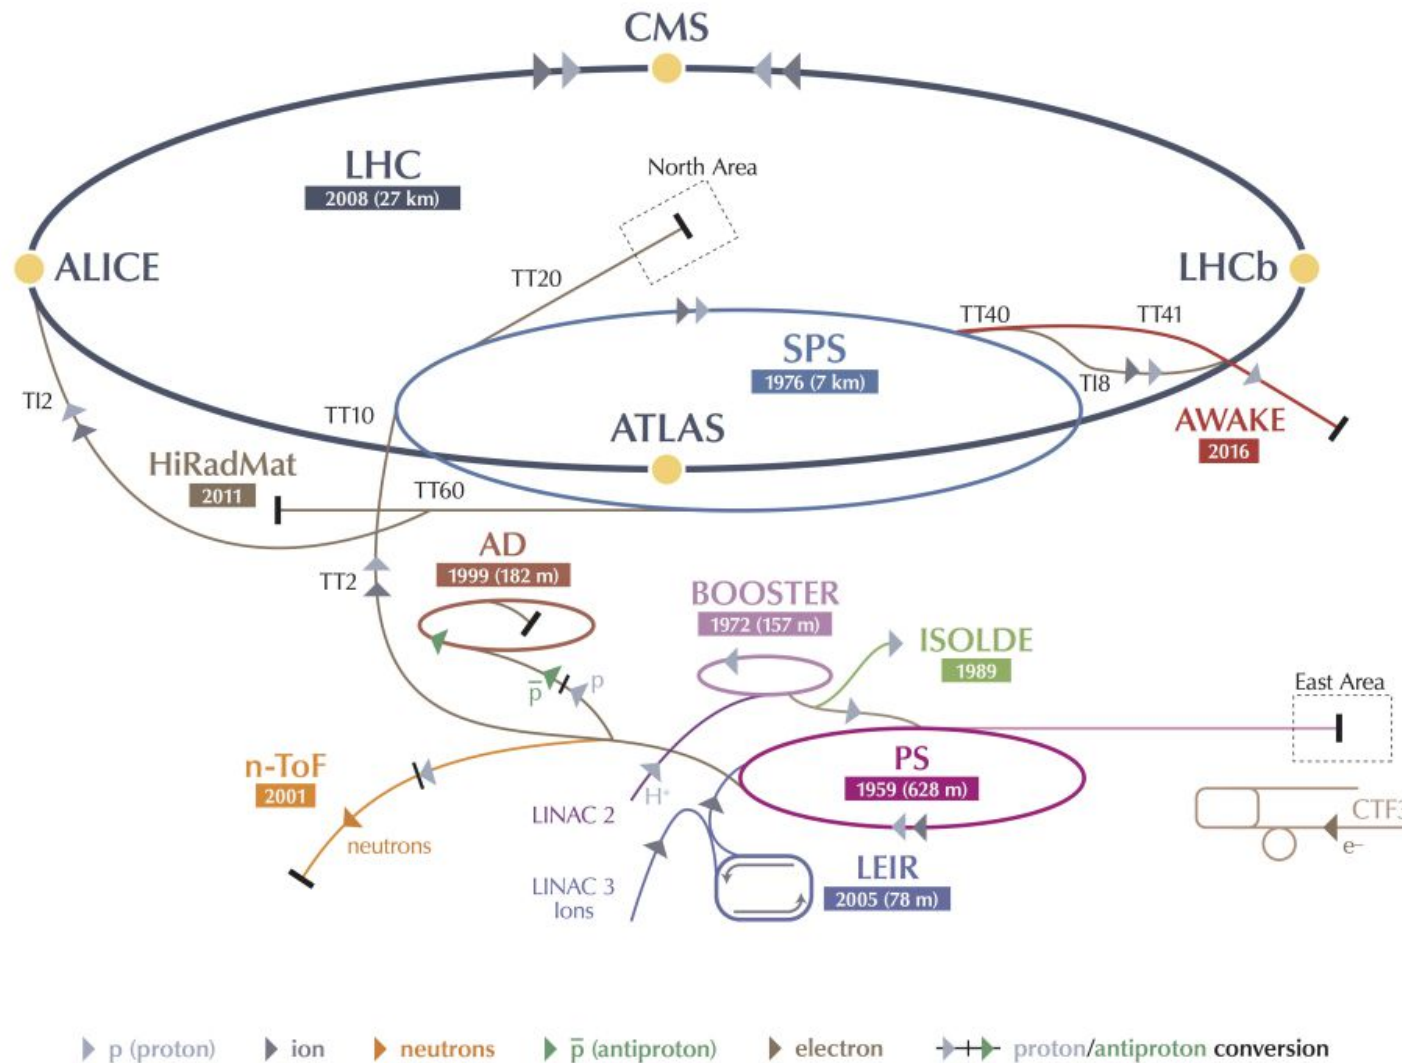 CMS
LHC
2008 (27 km)
North Area
ALICE
LHCb
TT20
TT40
TT41
SPS
1976 (7 km)
TI8
TI2
TT10
ATLAS
AWAKE
2016
HiRadMat
2011
TT60
AD
1999 (182 m)
TT2
BOOSTER
1972 (157 m)
ISOLDE
1989
p̅
p
East Area
n-ToF
2001
PS
1959 (628 m)
H⁺
LINAC 2
neutrons
CTF3
e⁻
LEIR
2005 (78 m)
LINAC 3
Ions
p (proton) ion neutrons p̅ (antiproton) electron proton/antiproton conversion